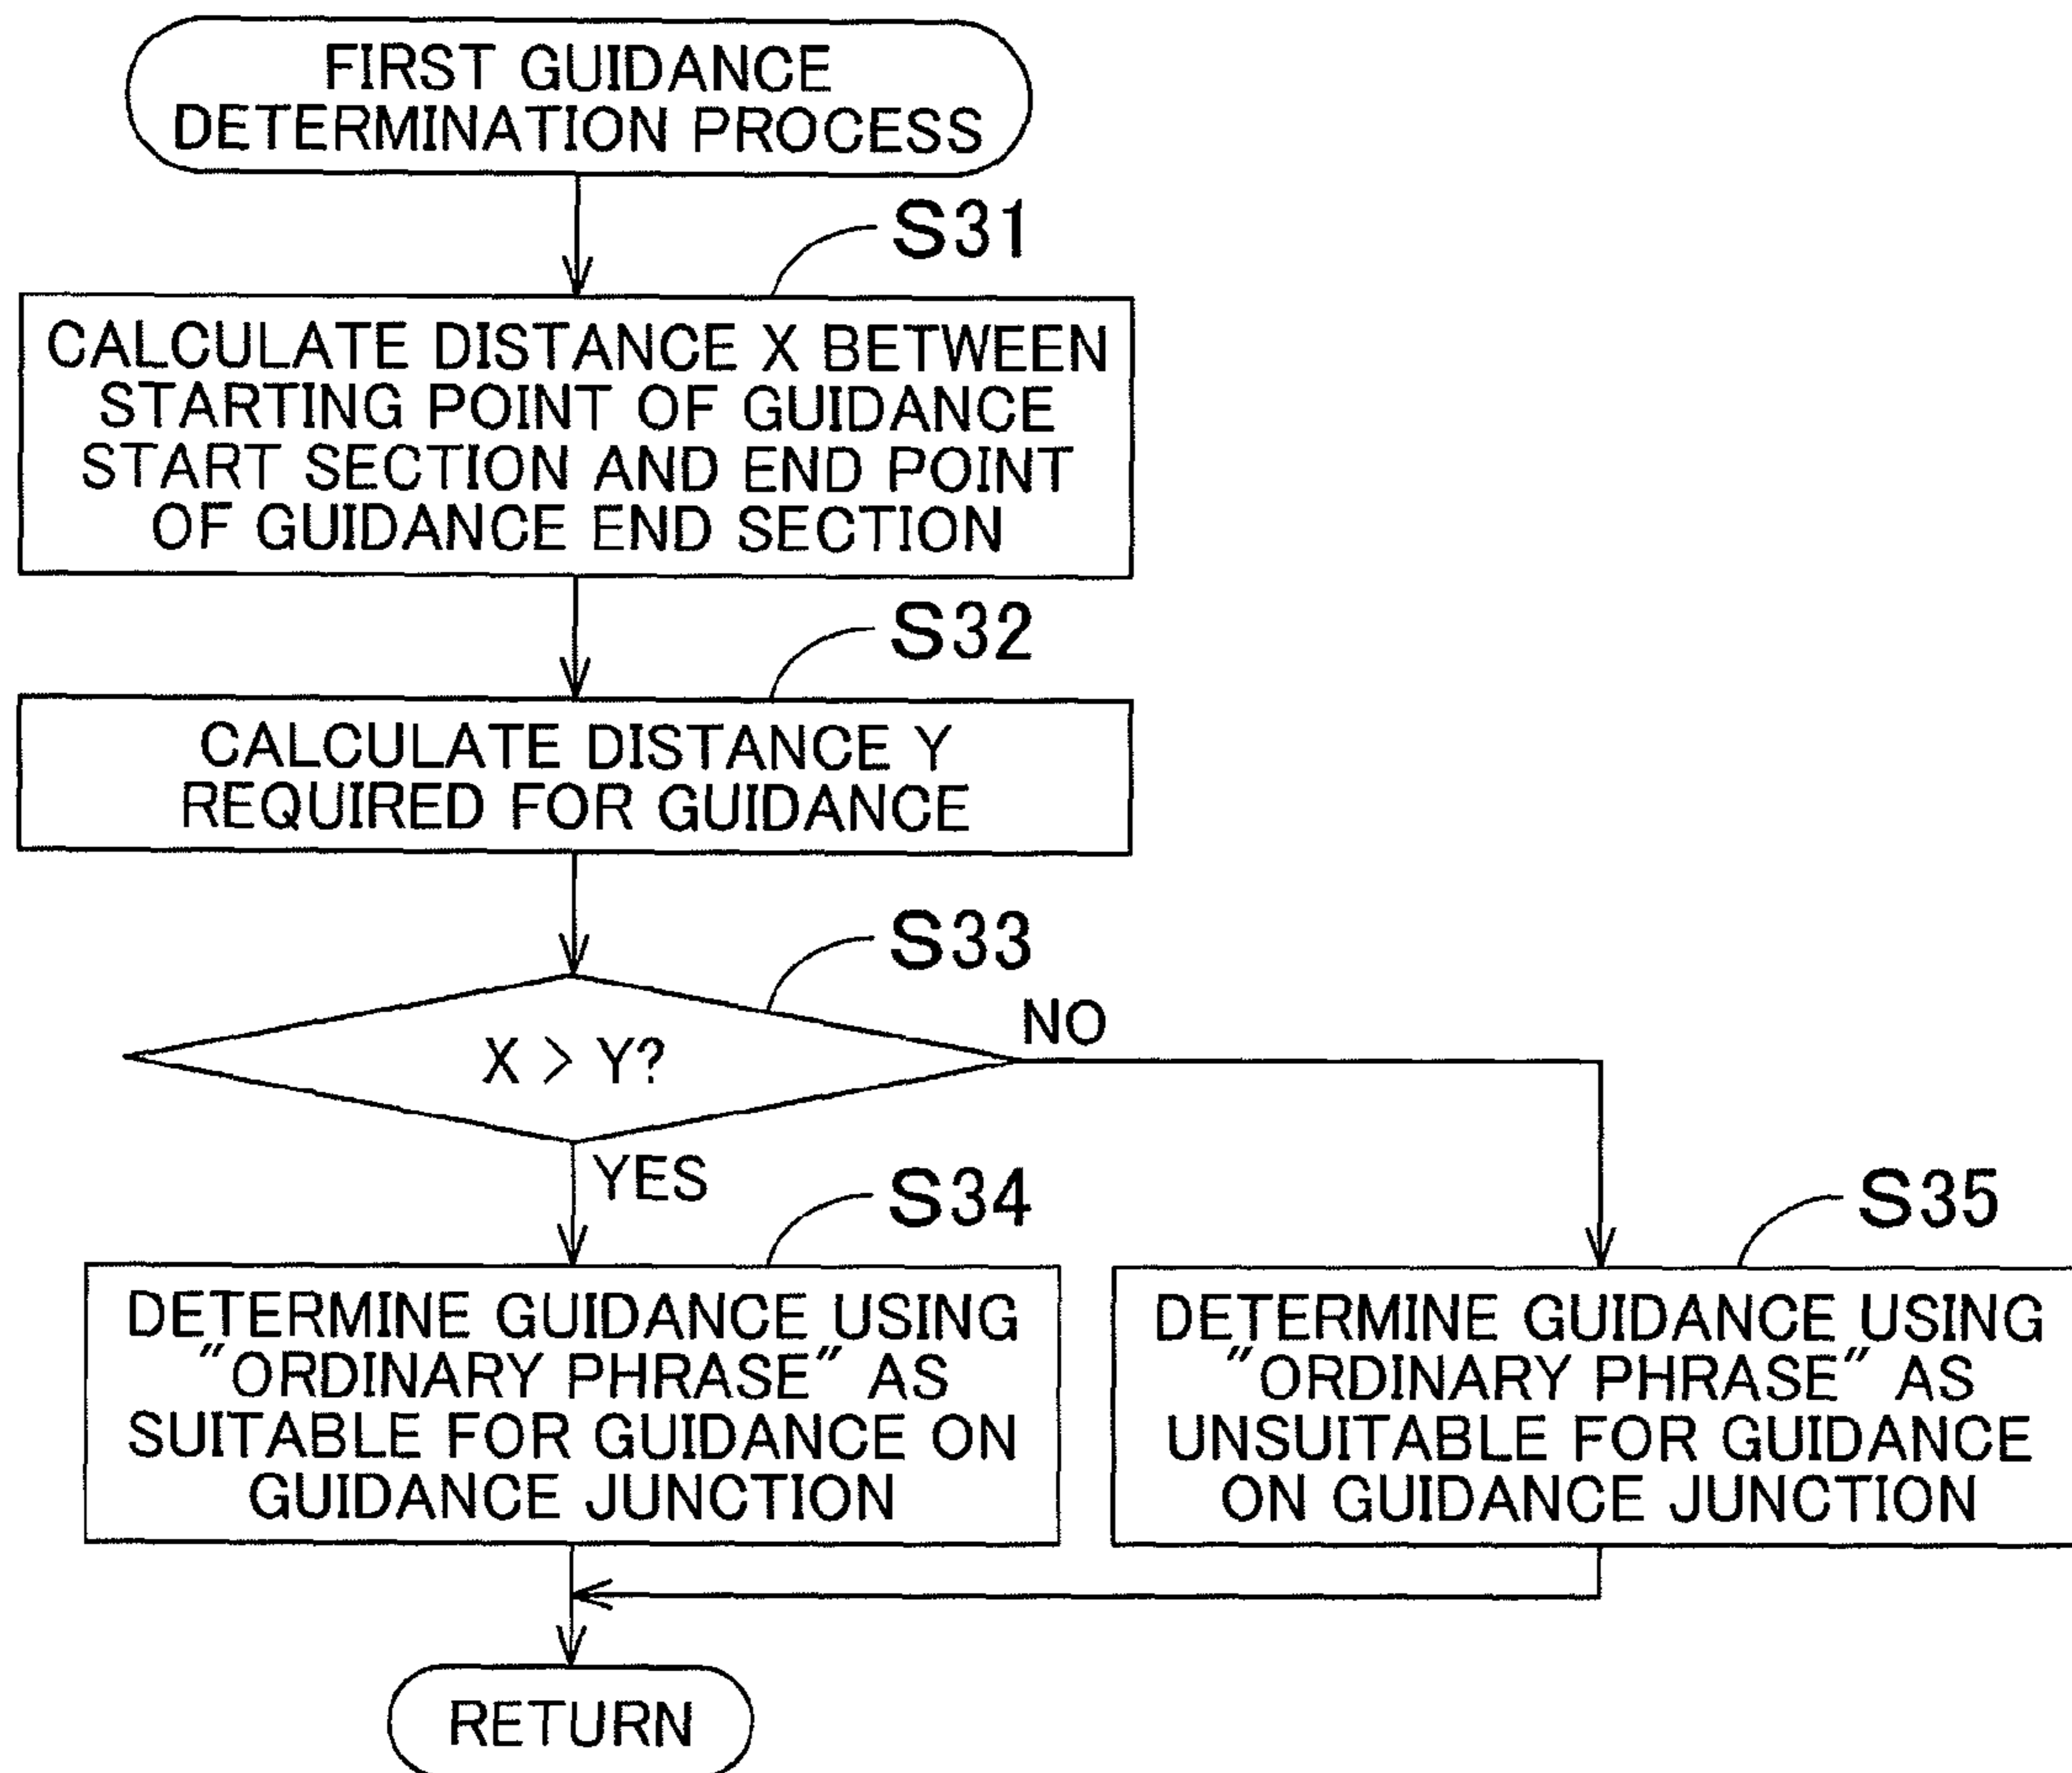 FIRST GUIDANCE
DETERMINATION PROCESS
S31
CALCULATE DISTANCE X BETWEEN
STARTING POINT OF GUIDANCE
START SECTION AND END POINT
OF GUIDANCE END SECTION
S32
CALCULATE DISTANCE Y
REQUIRED FOR GUIDANCE
S33
X > Y?
NO
YES
S34
DETERMINE GUIDANCE USING
"ORDINARY PHRASE" AS
SUITABLE FOR GUIDANCE ON
GUIDANCE JUNCTION
S35
DETERMINE GUIDANCE USING
"ORDINARY PHRASE" AS
UNSUITABLE FOR GUIDANCE
ON GUIDANCE JUNCTION
RETURN